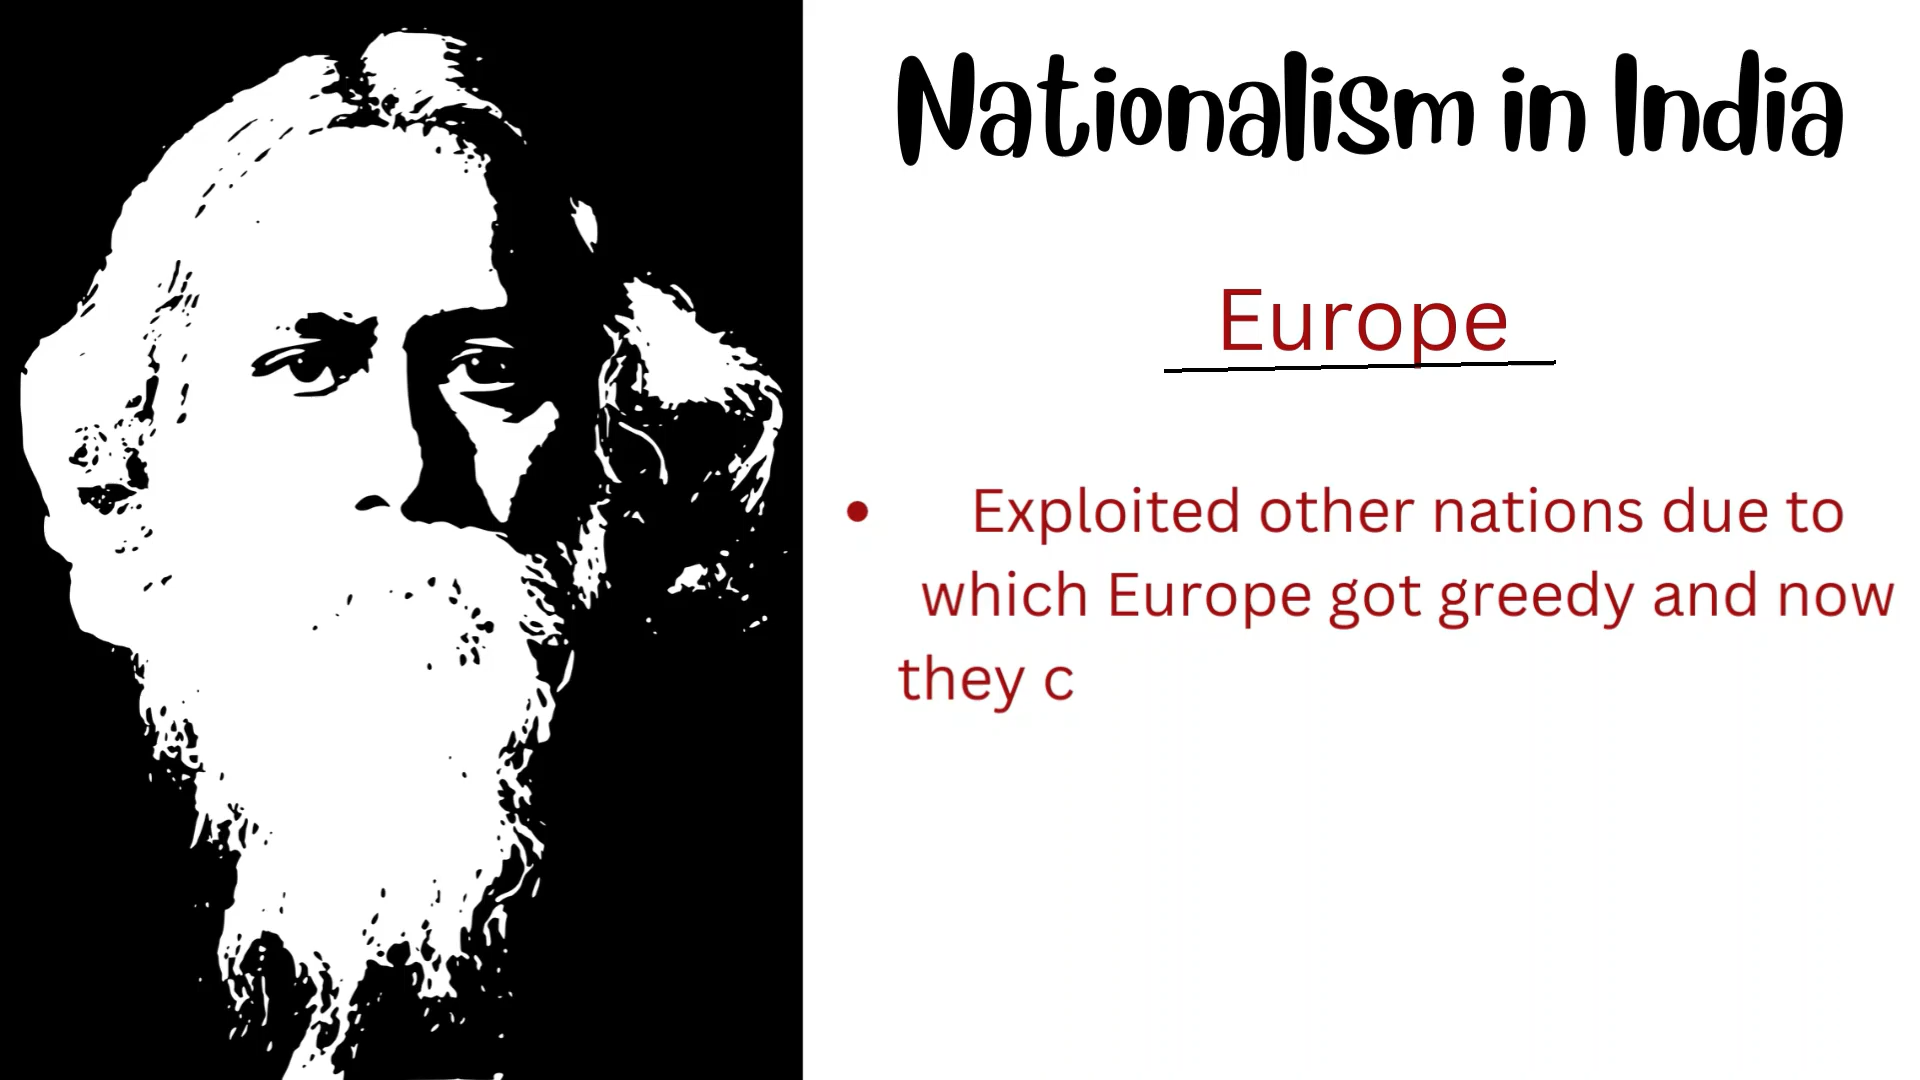 Nationalism in India
Europe
• Exploited other nations due to
which Europe got greedy and now
they c